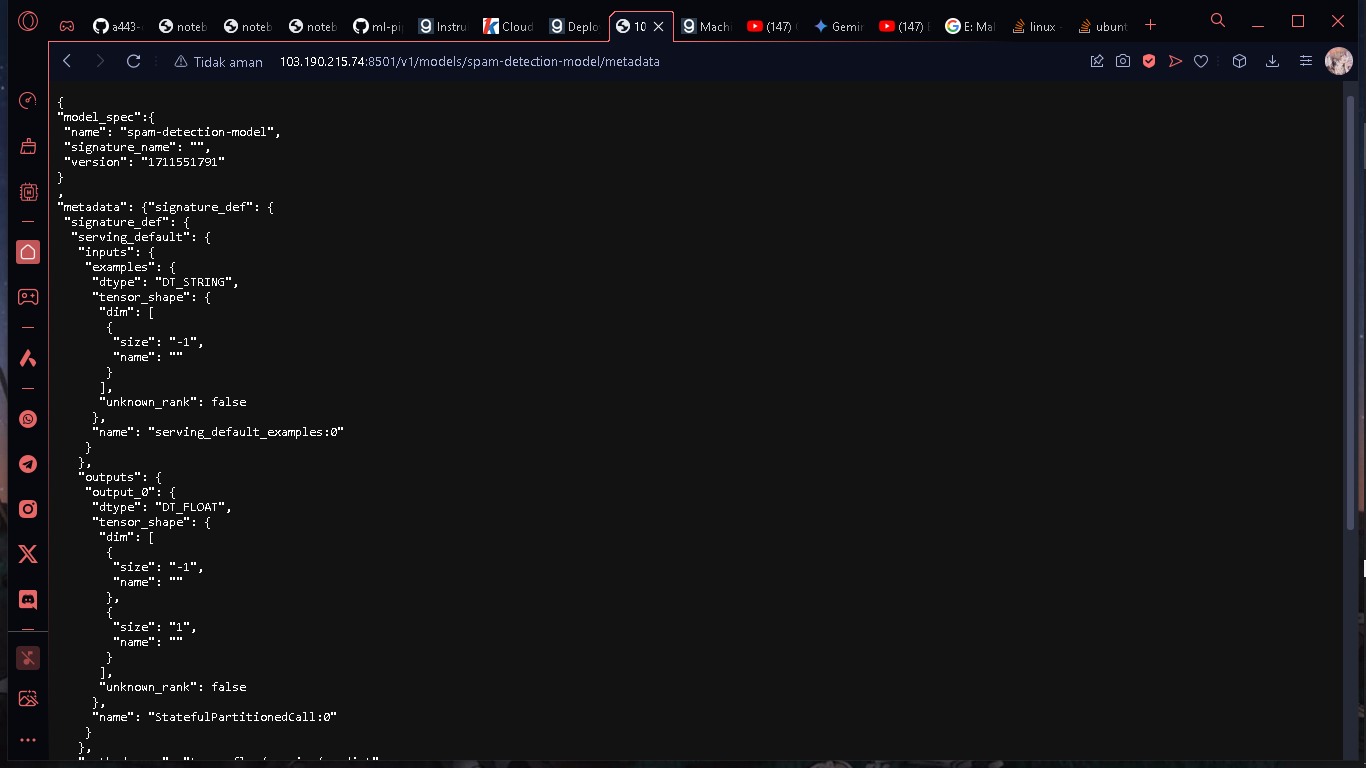 a443-
noteb
noteb
noteb
ml-pi
Instru
Cloud
Deplo
10
Machi
(147)
Gemir
(147)
E: Mal
linux -
ubunt
Tidak aman 103.190.215.74:8501/v1/models/spam-detection-model/metadata
{
"model_spec":{
"name": "spam-detection-model",
"signature_name": "",
"version": "1711551791"
}
,
"metadata": {"signature_def": {
"signature_def": {
"serving_default": {
"inputs": {
"examples": {
"dtype": "DT_STRING",
"tensor_shape": {
"dim": [
{
"size": "-1",
"name": ""
}
],
"unknown_rank": false
},
"name": "serving_default_examples:0"
}
},
"outputs": {
"output_0": {
"dtype": "DT_FLOAT",
"tensor_shape": {
"dim": [
{
"size": "-1",
"name": ""
},
{
"size": "1",
"name": ""
}
],
"unknown_rank": false
},
"name": "StatefulPartitionedCall:0"
}
},